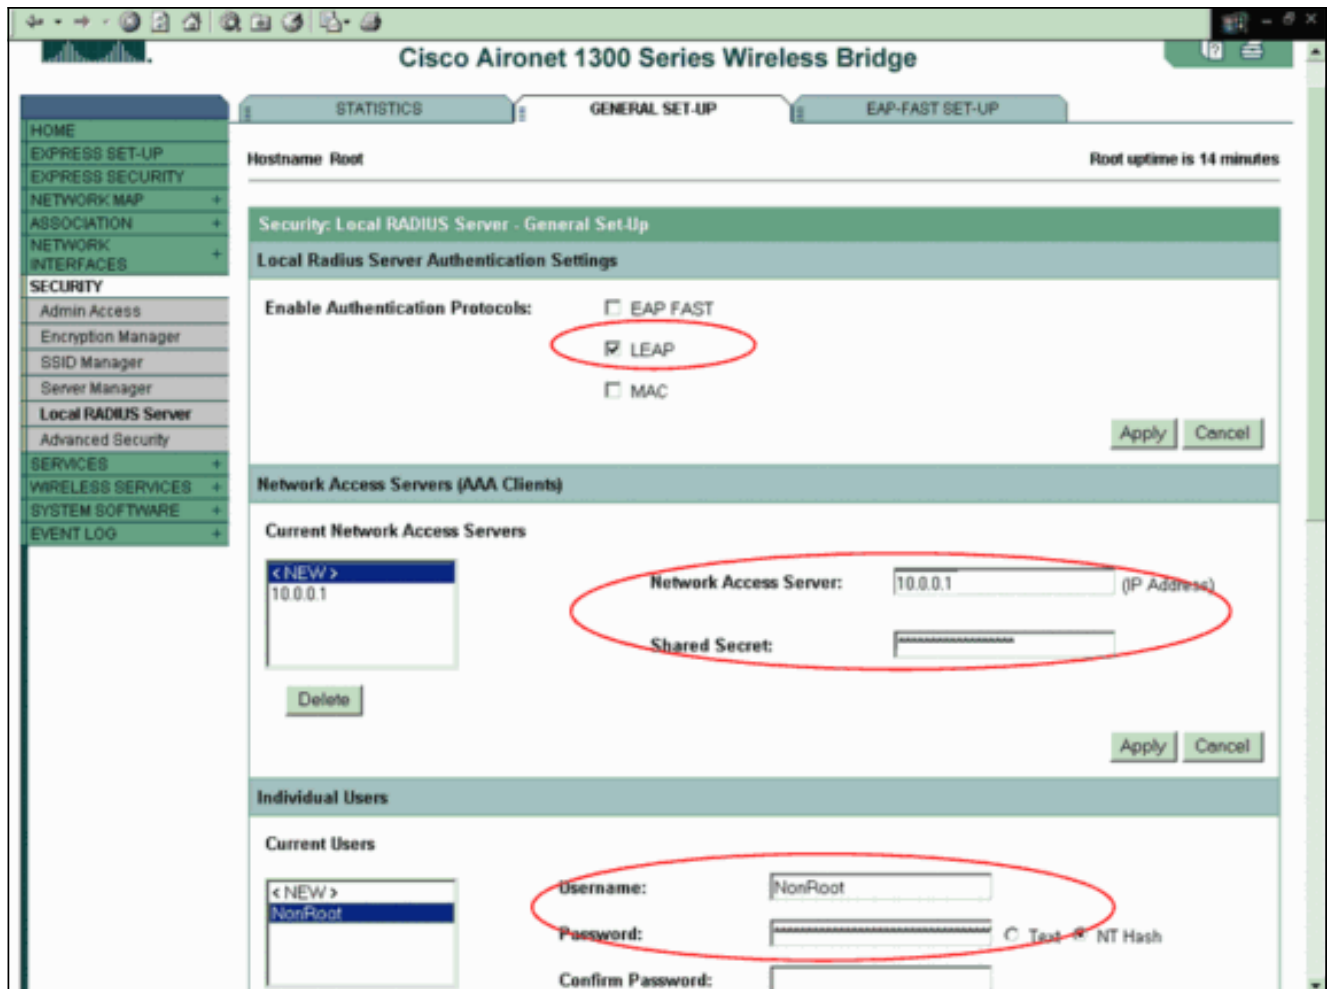 Cisco Aironet 1300 Series Wireless Bridge
STATISTICS
GENERAL SET-UP
EAP-FAST SET-UP
HOME
EXPRESS SET-UP
EXPRESS SECURITY
NETWORK MAP +
ASSOCIATION +
NETWORK
INTERFACES +
SECURITY
Admin Access
Encryption Manager
SSID Manager
Server Manager
Local RADIUS Server
Advanced Security
SERVICES +
WIRELESS SERVICES +
SYSTEM SOFTWARE +
EVENT LOG +
Hostname Root
Root uptime is 14 minutes
Security: Local RADIUS Server - General Set-Up
Local Radius Server Authentication Settings
Enable Authentication Protocols:
EAP FAST
LEAP
MAC
Apply
Cancel
Network Access Servers (AAA Clients)
Current Network Access Servers
< NEW >
10.0.0.1
Network Access Server:
10.0.0.1
(IP Address)
Shared Secret:
Delete
Apply
Cancel
Individual Users
Current Users
< NEW >
NonRoot
Username:
NonRoot
Password:
Text
NT Hash
Confirm Password: